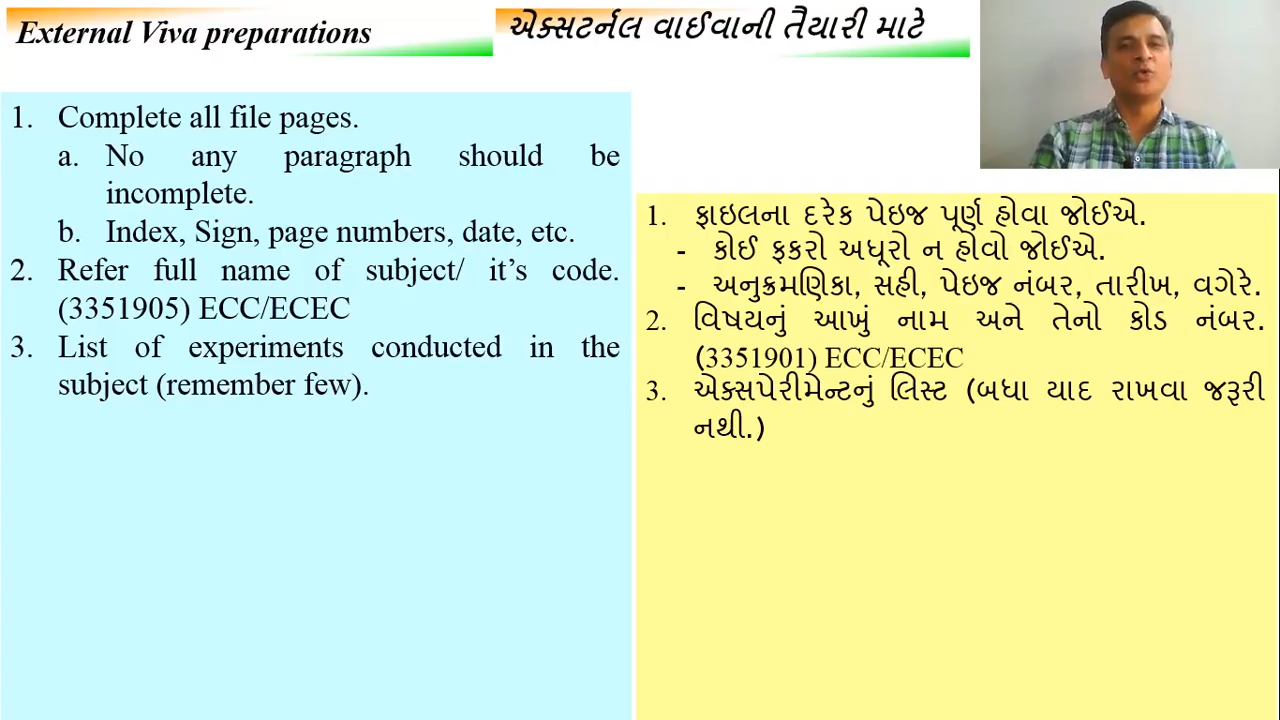 External Viva preparations
એક્સટર્નલ વાઈવાની તૈયારી માટે
1. Complete all file pages.
a. No any paragraph should be
incomplete.
b. Index, Sign, page numbers, date, etc.
2. Refer full name of subject/ it’s code.
(3351905) ECC/ECEC
3. List of experiments conducted in the
subject (remember few).
1. ફાઇલના દરેક પેઇજ પૂર્ણ હોવા જોઈએ.
- કોઈ ફકરો અધૂરો ન હોવો જોઈએ.
- અનુક્રમણિકા, સહી, પેઇજ નંબર, તારીખ, વગેરે.
2. વિષયનું આખું નામ અને તેનો કોડ નંબર.
(3351901) ECC/ECEC
3. એક્સપેરીમેન્ટનું લિસ્ટ (બધા યાદ રાખવા જરૂરી
નથી.)